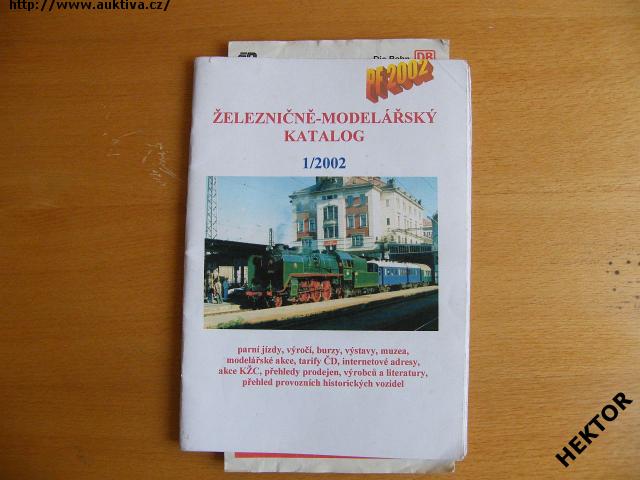 http://www.auktiva.cz/
Die Bahn DB
PF 2002
ŽELEZNIČNĚ-MODELÁŘSKÝ
KATALOG
1/2002
parní jízdy, výročí, burzy, výstavy, muzea,
modelářské akce, tarify ČD, internetové adresy,
akce KŽC, přehledy prodejen, výrobců a literatury,
přehled provozních historických vozidel
HEKTOR